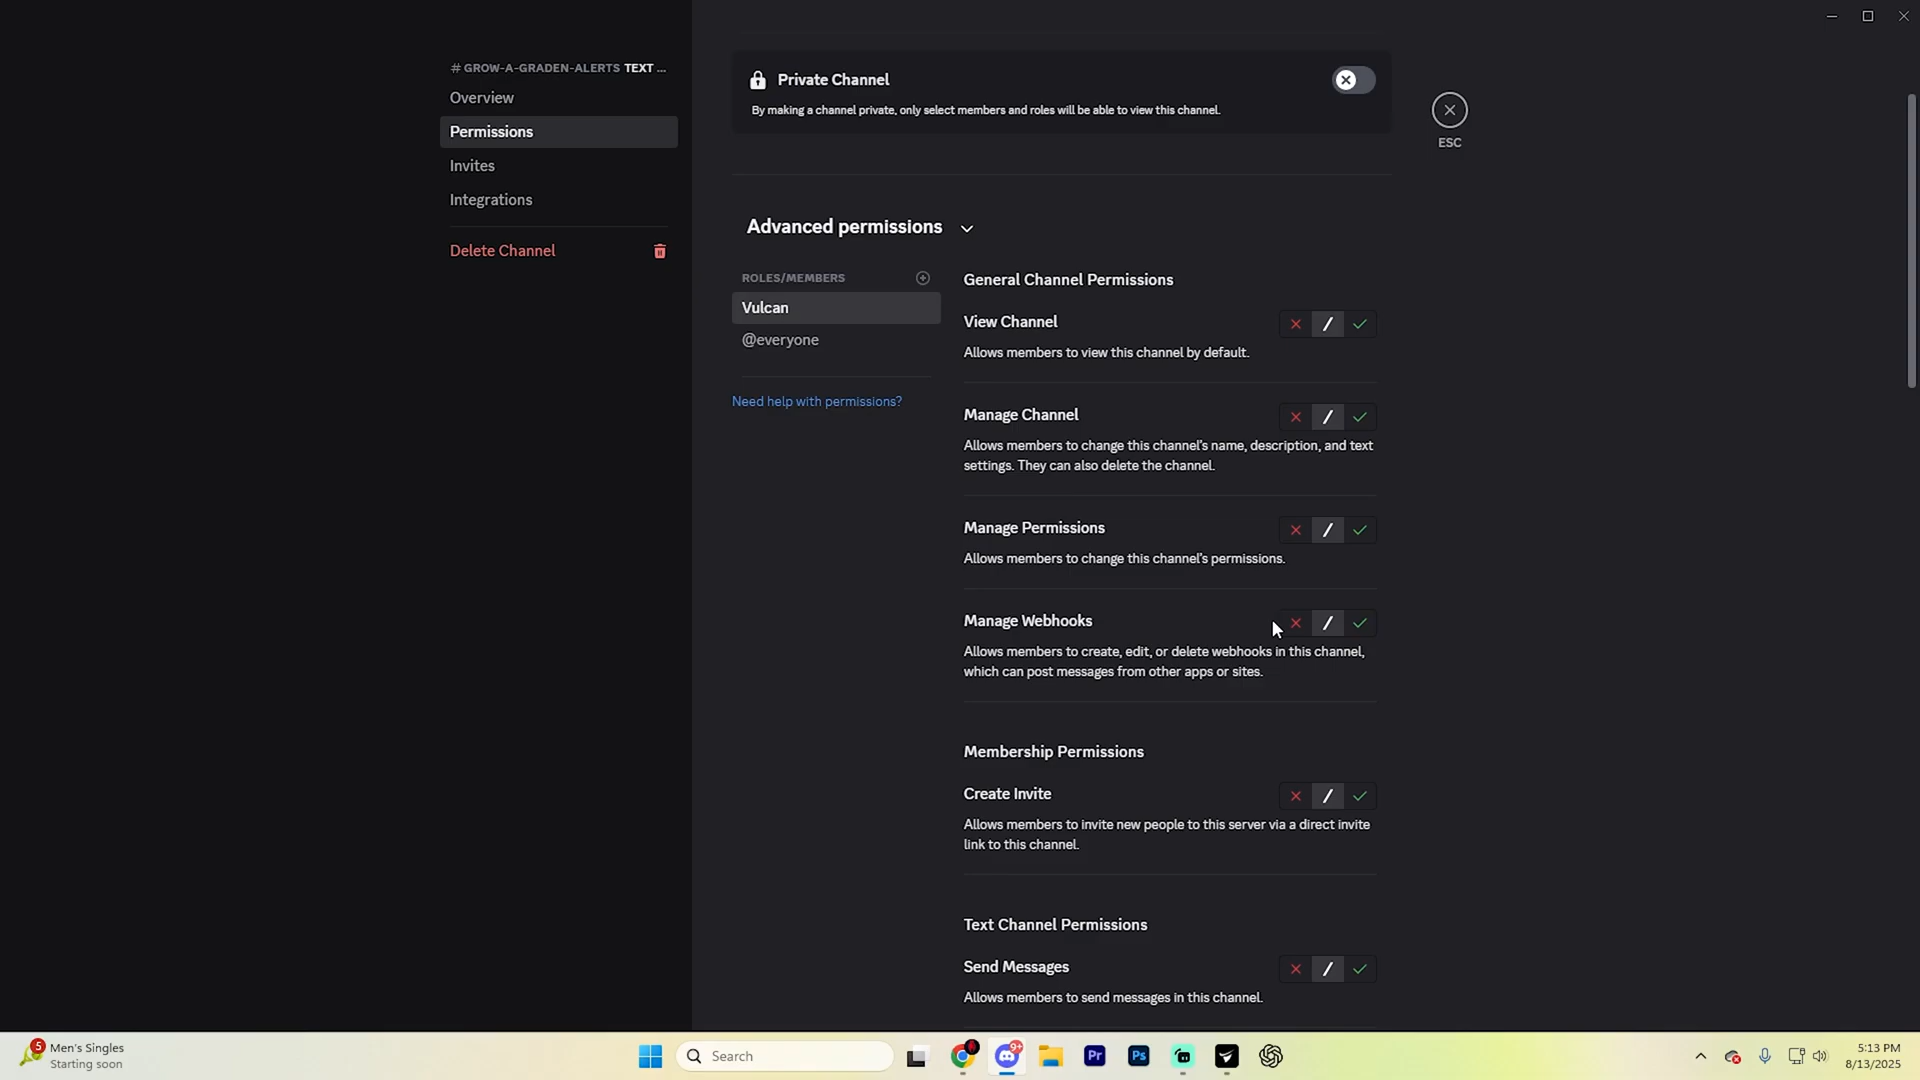 # GROW-A-GRADEN-ALERTS TEXT ...
Overview
Permissions
Invites
Integrations
Delete Channel
Private Channel
By making a channel private, only select members and roles will be able to view this channel.
ESC
Advanced permissions
ROLES/MEMBERS
Vulcan
@everyone
Need help with permissions?
General Channel Permissions
View Channel
Allows members to view this channel by default.
Manage Channel
Allows members to change this channel's name, description, and text
settings. They can also delete the channel.
Manage Permissions
Allows members to change this channel's permissions.
Manage Webhooks
Allows members to create, edit, or delete webhooks in this channel,
which can post messages from other apps or sites.
Membership Permissions
Create Invite
Allows members to invite new people to this server via a direct invite
link to this channel.
Text Channel Permissions
Send Messages
Allows members to send messages in this channel.
5
Men's Singles
Starting soon
Search
9+
Pr
Ps
5:13 PM
8/13/2025